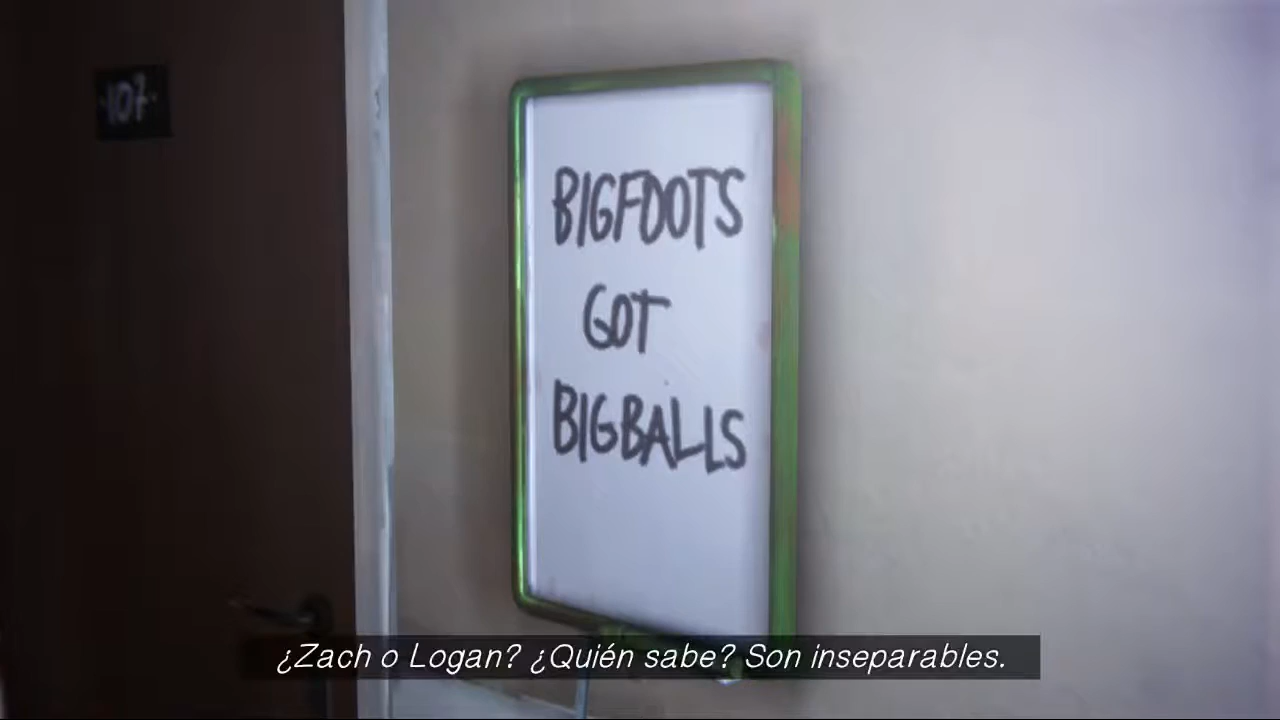 107
BIGFOOTS
GOT
BIGBALLS
¿Zach o Logan? ¿Quién sabe? Son inseparables.